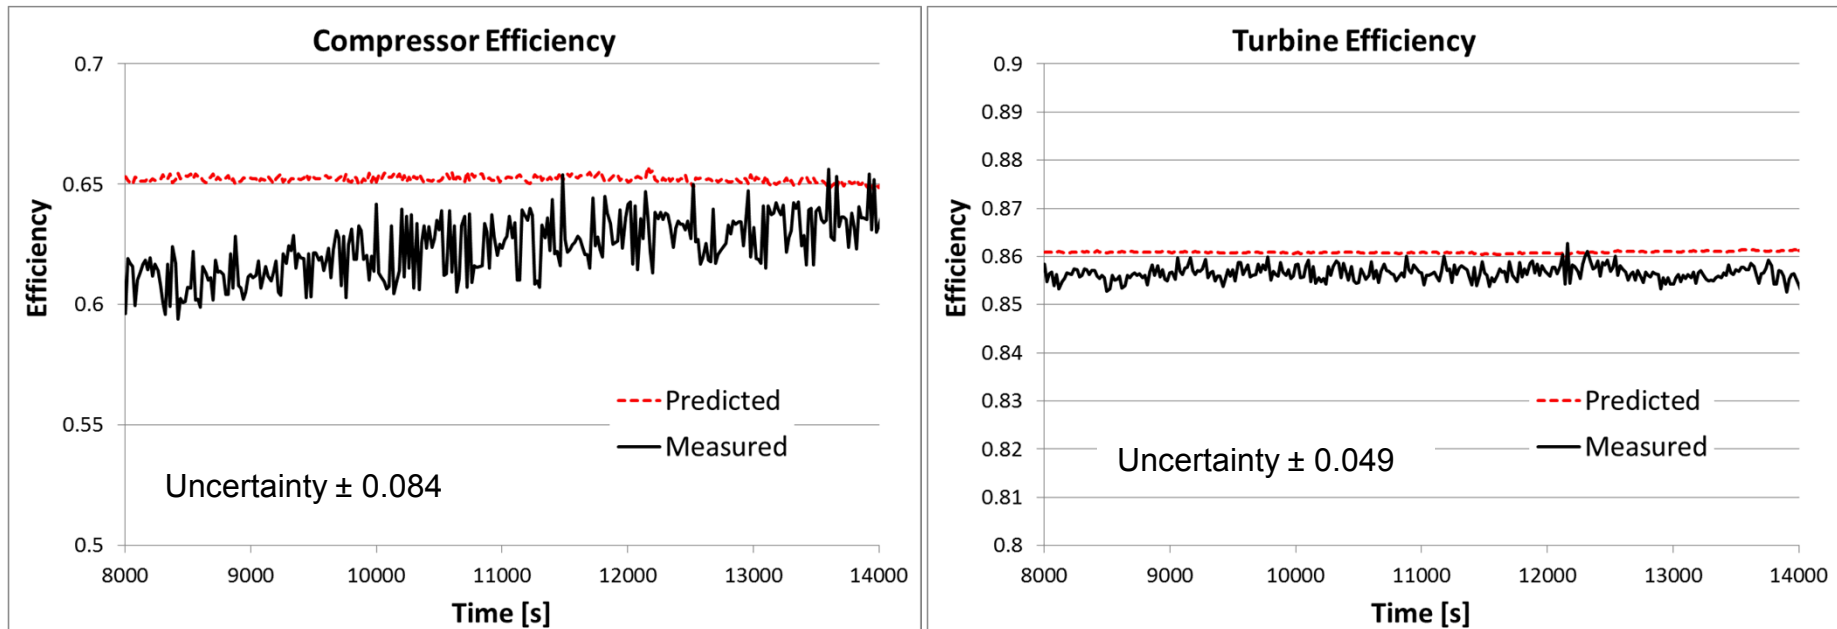 Compressor Efficiency
0.7
0.65
0.6
0.55
0.5
Efficiency
Predicted
Measured
Uncertainty ± 0.084
8000 9000 10000 11000 12000 13000 14000
Time [s]
Turbine Efficiency
0.9
0.89
0.88
0.87
0.86
0.85
0.84
0.83
0.82
0.81
0.8
Efficiency
Predicted
Measured
Uncertainty ± 0.049
8000 9000 10000 11000 12000 13000 14000
Time [s]